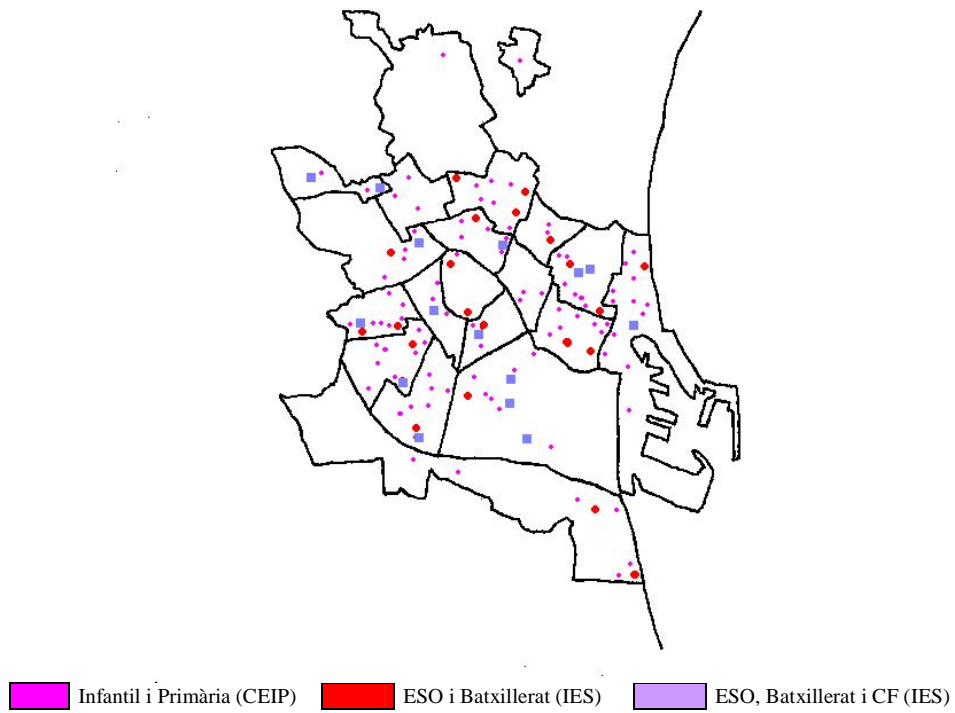 Infantil i Primària (CEIP) ESO i Batxillerat (IES) ESO, Batxillerat i CF (IES)